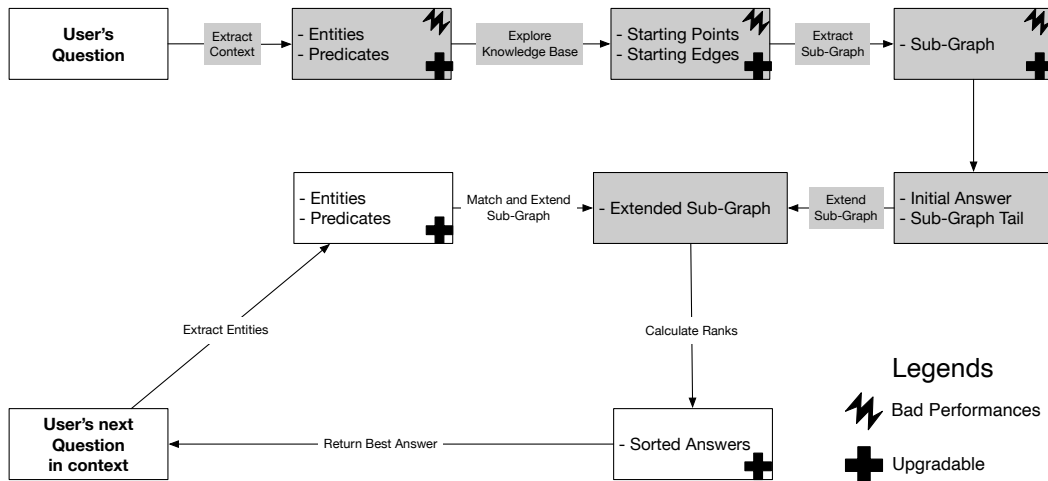 User's
Question
Extract
Context
- Entities
- Predicates
Explore
Knowledge Base
- Starting Points
- Starting Edges
Extract
Sub-Graph
- Sub-Graph
- Entities
- Predicates
Match and Extend
Sub-Graph
- Extended Sub-Graph
Extend
Sub-Graph
- Initial Answer
- Sub-Graph Tail
Extract Entities
Calculate Ranks
Legends
Bad Performances
Upgradable
User's next
Question
in context
Return Best Answer
- Sorted Answers